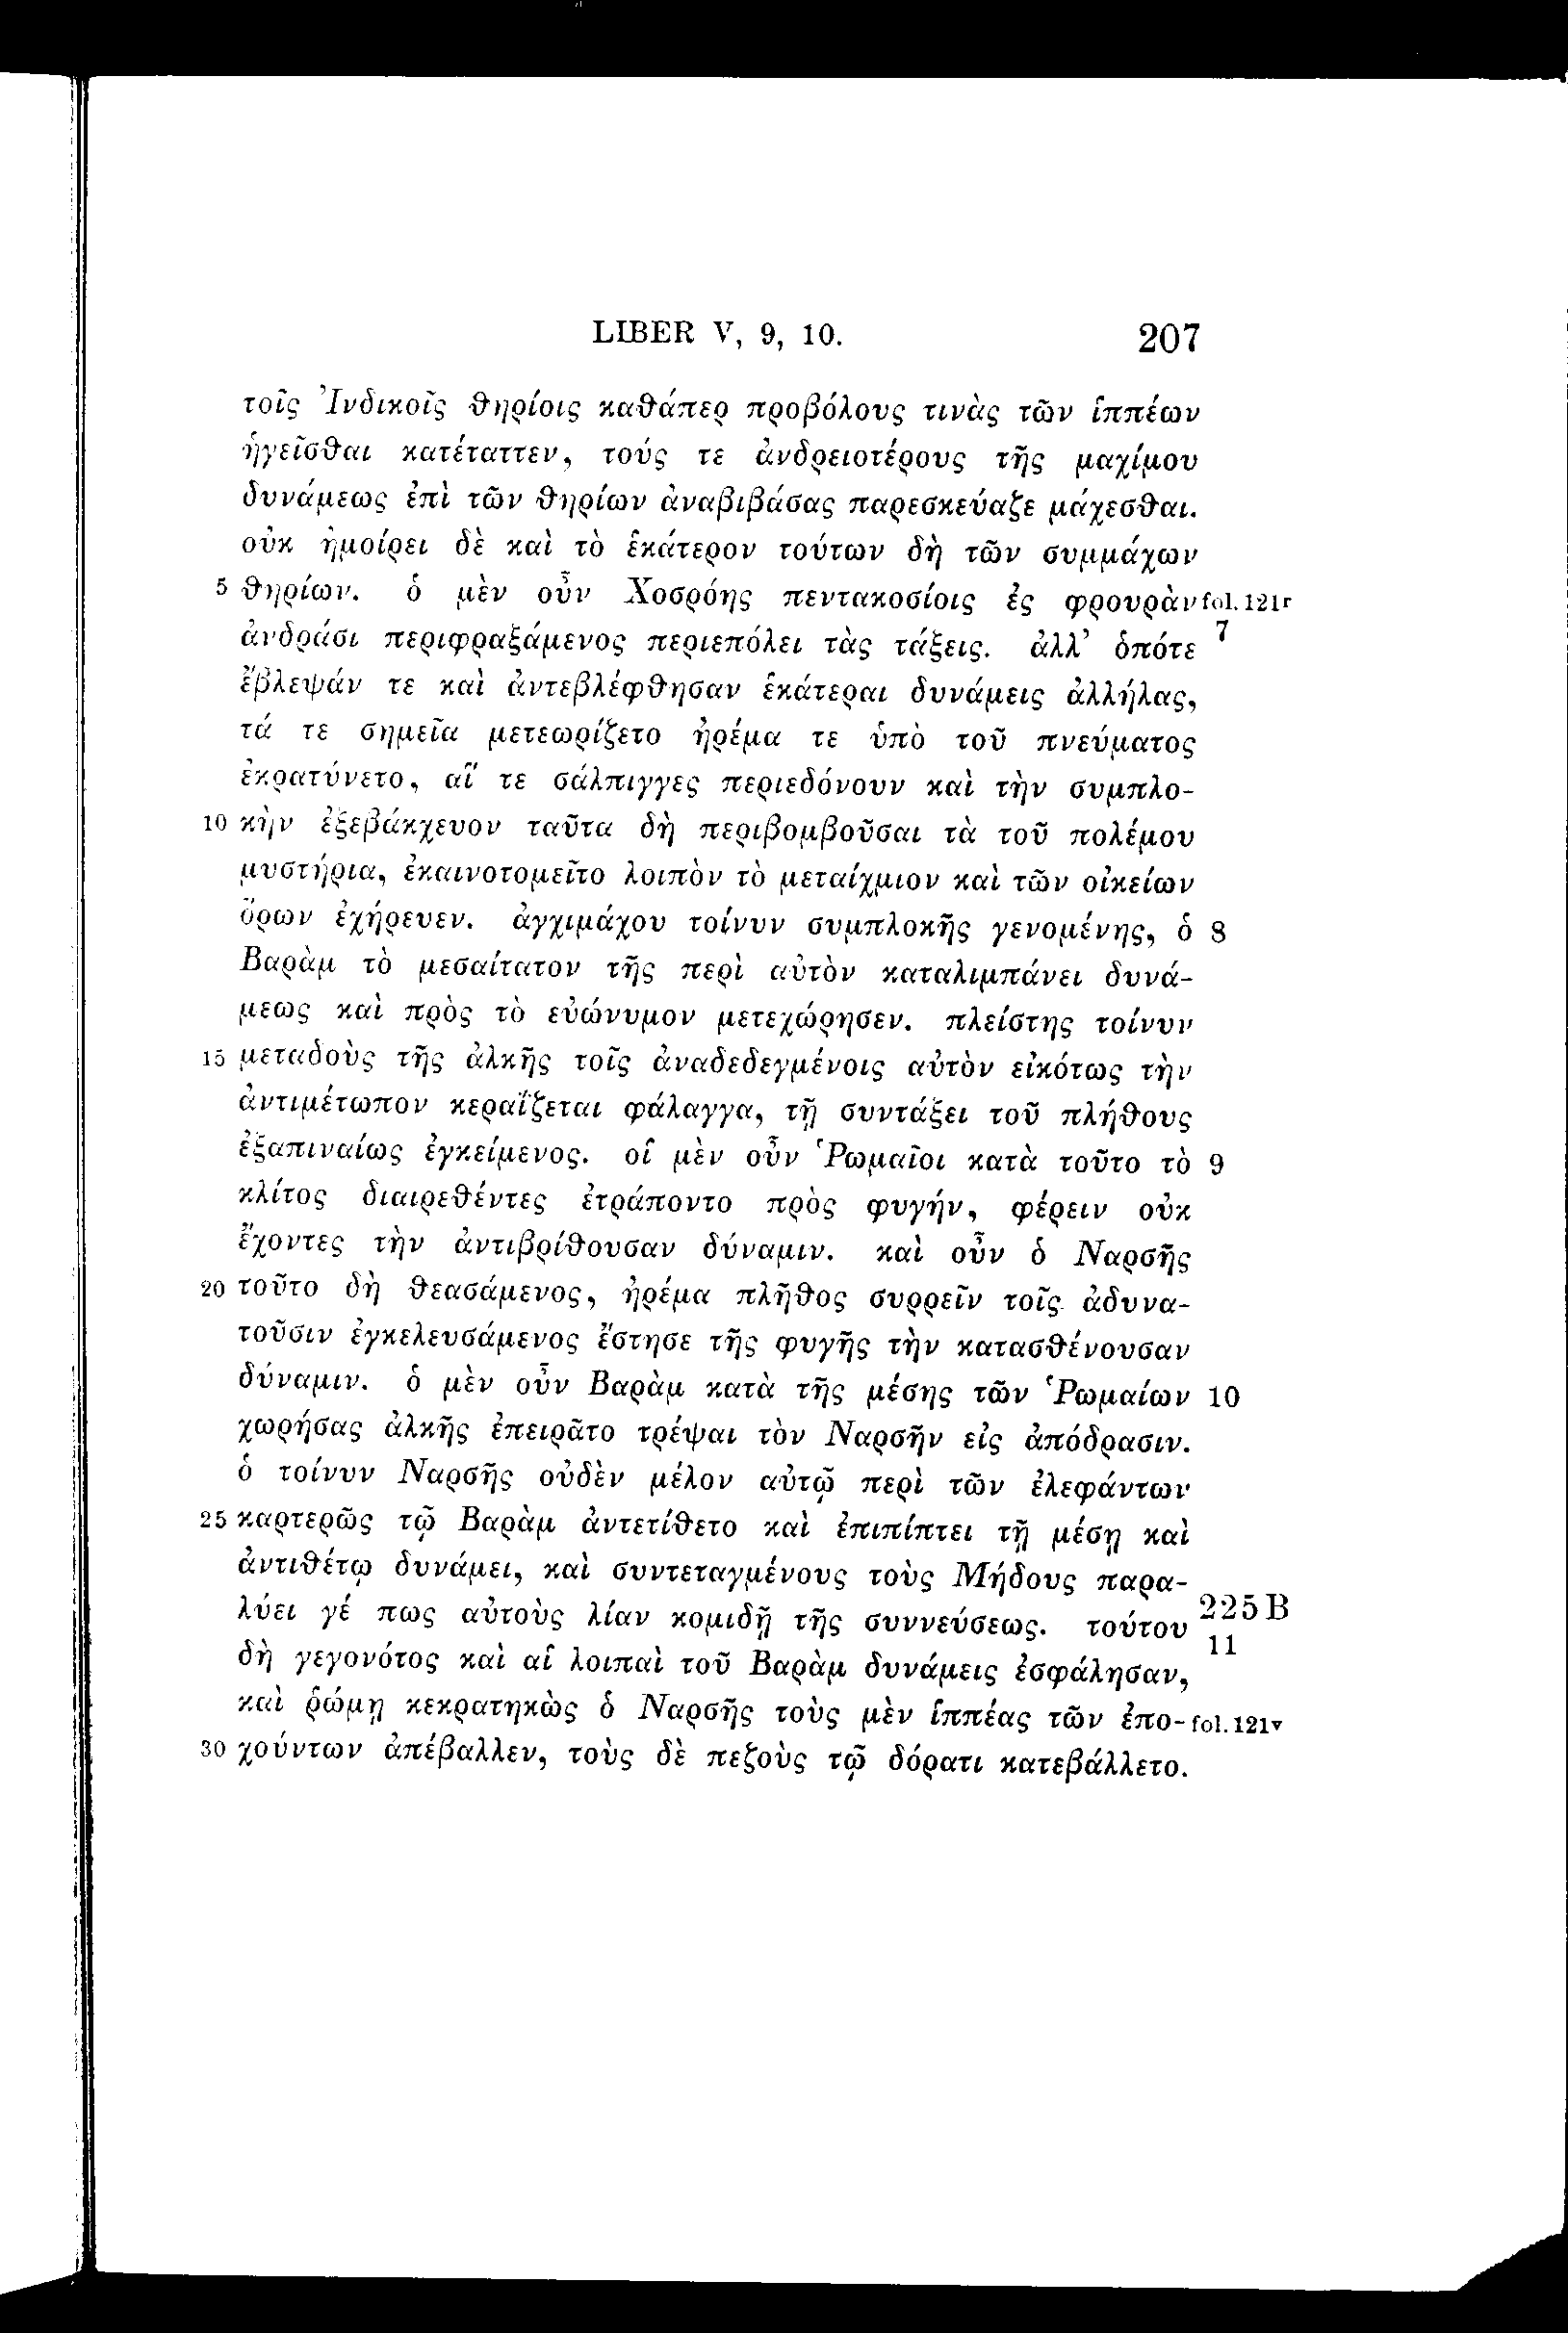 LIBER V, 9, 10. 207
τοῖς Ἰνδικοῖς θηρίοις καθάπερ προβόλους τινὰς τῶν ἱππέων
ἡγεῖσθαι κατέταττεν, τούς τε ἀνδρειοτέρους τῆς μαχίμου
δυνάμεως ἐπὶ τῶν θηρίων ἀναβιβάσας παρεσκεύαζε μάχεσθαι.
οὐκ ἠμοίρει δὲ καὶ τὸ ἑκάτερον τούτων δὴ τῶν συμμάχων
5 θηρίων. ὁ μὲν οὖν Χοσρόης πεντακοσίοις ἐς φρουρὰν fol. 121r
ἀνδράσι περιφραξάμενος περιεπόλει τὰς τάξεις. ἀλλ’ ὁπότε 7
ἔβλεψάν τε καὶ ἀντεβλέφθησαν ἑκάτεραι δυνάμεις ἀλλήλας,
τά τε σημεῖα μετεωρίζετο ἠρέμα τε ὑπὸ τοῦ πνεύματος
ἐκρατύνετο, αἵ τε σάλπιγγες περιεδόνουν καὶ τὴν συμπλο-
10 κὴν ἐξεβάκχευον ταῦτα δὴ περιβομβοῦσαι τὰ τοῦ πολέμου
μυστήρια, ἐκαινοτομεῖτο λοιπὸν τὸ μεταίχμιον καὶ τῶν οἰκείων
ὅρων ἐχήρευεν. ἀγχιμάχου τοίνυν συμπλοκῆς γενομένης, ὁ 8
Βαρὰμ τὸ μεσαίτατον τῆς περὶ αὐτὸν καταλιμπάνει δυνά-
μεως καὶ πρὸς τὸ εὐώνυμον μετεχώρησεν. πλείστης τοίνυν
15 μεταδοὺς τῆς ἀλκῆς τοῖς ἀναδεδεγμένοις αὐτὸν εἰκότως τὴν
ἀντιμέτωπον κεραΐζεται φάλαγγα, τῇ συντάξει τοῦ πλήθους
ἐξαπιναίως ἐγκείμενος. οἱ μὲν οὖν Ῥωμαῖοι κατὰ τοῦτο τὸ 9
κλίτος διαιρεθέντες ἐτράποντο πρὸς φυγήν, φέρειν οὐκ
ἔχοντες τὴν ἀντιβρίθουσαν δύναμιν. καὶ οὖν ὁ Ναρσῆς
20 τοῦτο δὴ θεασάμενος, ἠρέμα πλῆθος συρρεῖν τοῖς ἀδυνα-
τοῦσιν ἐγκελευσάμενος ἔστησε τῆς φυγῆς τὴν κατασθένουσαν
δύναμιν. ὁ μὲν οὖν Βαρὰμ κατὰ τῆς μέσης τῶν Ῥωμαίων 10
χωρήσας ἀλκῆς ἐπειρᾶτο τρέψαι τὸν Ναρσῆν εἰς ἀπόδρασιν.
ὁ τοίνυν Ναρσῆς οὐδὲν μέλον αὐτῷ περὶ τῶν ἐλεφάντων
25 καρτερῶς τῷ Βαρὰμ ἀντετίθετο καὶ ἐπιπίπτει τῇ μέσῃ καὶ
ἀντιθέτῳ δυνάμει, καὶ συντεταγμένους τοὺς Μήδους παρα-
λύει γέ πως αὐτοὺς λίαν κομιδῇ τῆς συννεύσεως. τούτου 225 B
δὴ γεγονότος καὶ αἱ λοιπαὶ τοῦ Βαρὰμ δυνάμεις ἐσφάλησαν, 11
καὶ ῥώμῃ κεκρατηκὼς ὁ Ναρσῆς τοὺς μὲν ἱππέας τῶν ἐπο- fol. 121v
30 χούντων ἀπέβαλλεν, τοὺς δὲ πεζοὺς τῷ δόρατι κατεβάλλετο.